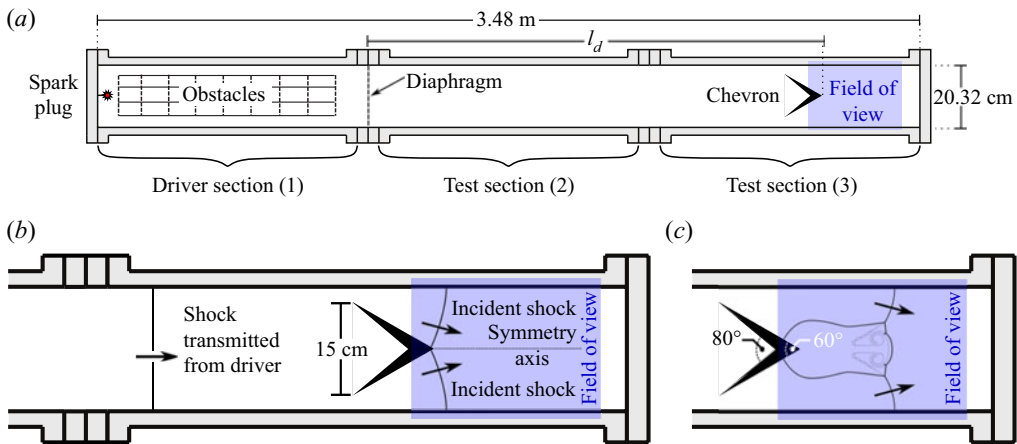 (a)
3.48 m
l_d
Spark
plug
Obstacles
Diaphragm
Chevron
Field of
view
20.32 cm
Driver section (1)
Test section (2)
Test section (3)
(b)
Shock
transmitted
from driver
15 cm
Incident shock
Symmetry
axis
Incident shock
Field of view
(c)
80°
60°
Field of view